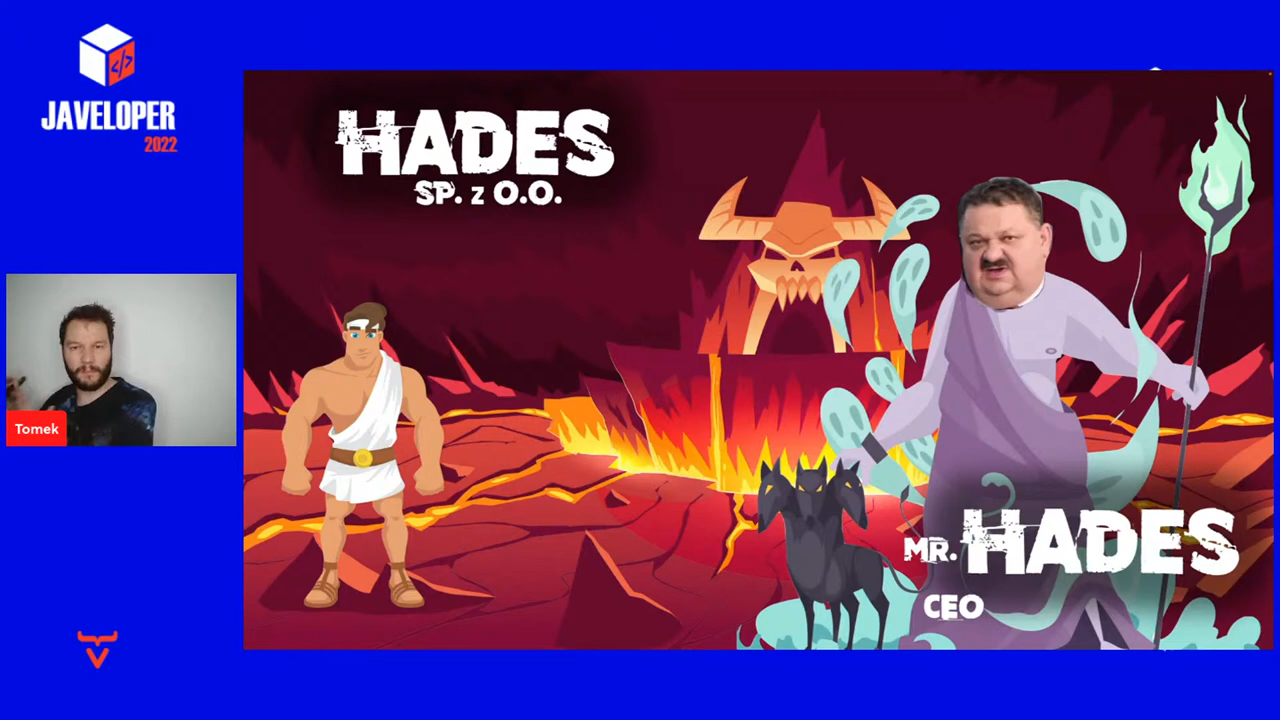 JAVELOPER
2022
HADES
SP. z O.O.
Tomek
MR. HADES
CEO